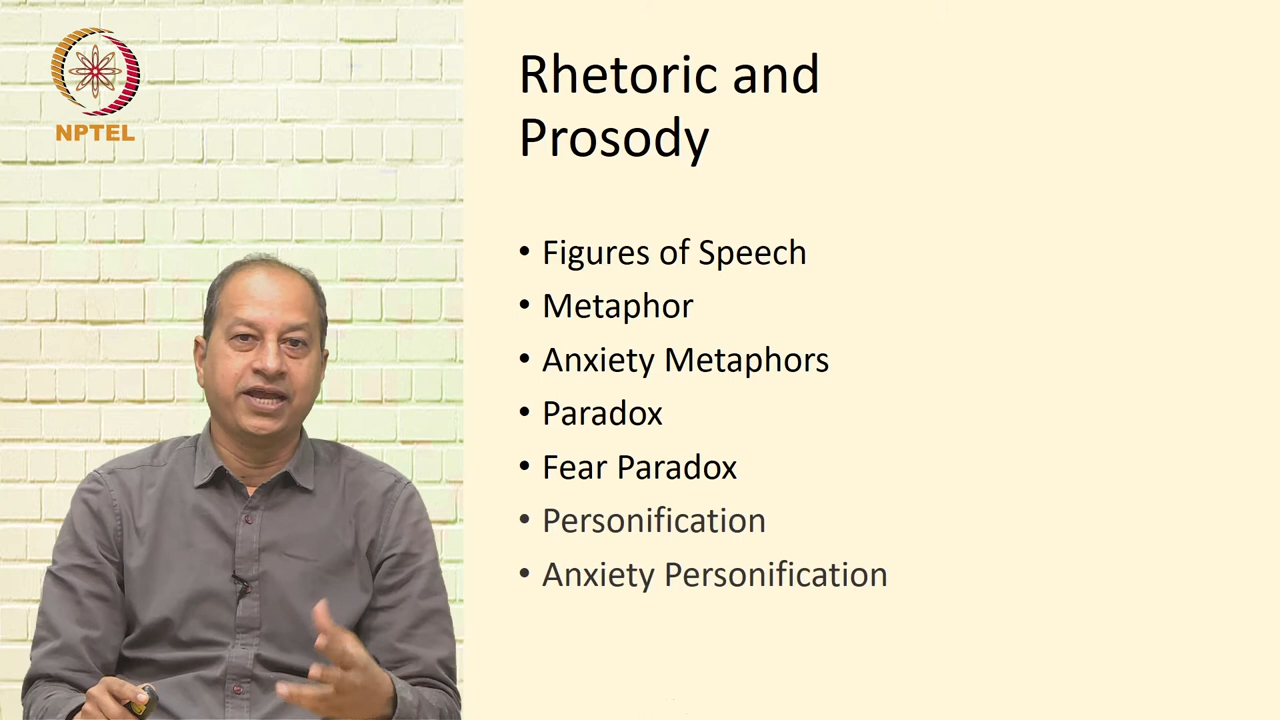 NPTEL
Rhetoric and
Prosody
• Figures of Speech
• Metaphor
• Anxiety Metaphors
• Paradox
• Fear Paradox
• Personification
• Anxiety Personification